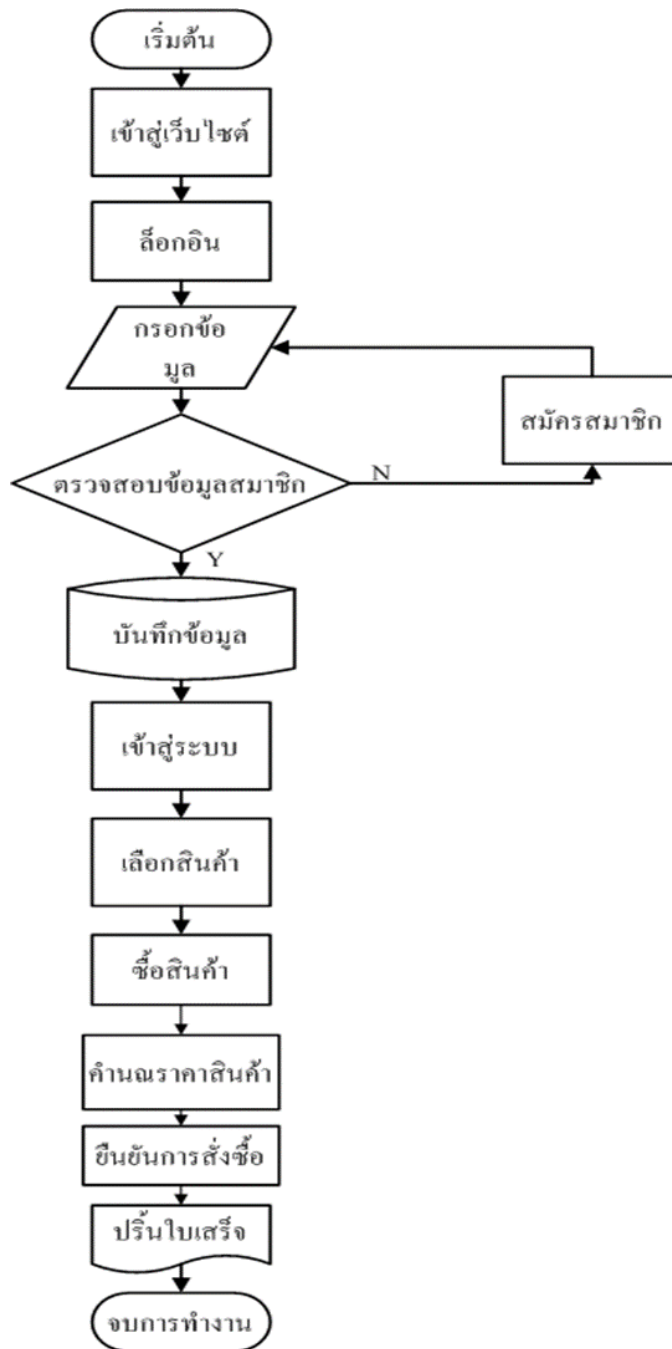 เริ่มต้น
เข้าสู่เว็บไซต์
ล็อกอิน
กรอกข้อ
มูล
สมัครสมาชิก
ตรวจสอบข้อมูลสมาชิก
N
Y
บันทึกข้อมูล
เข้าสู่ระบบ
เลือกสินค้า
ซื้อสินค้า
คำนณราคาสินค้า
ยืนยันการสั่งซื้อ
ปริ้นใบเสร็จ
จบการทำงาน